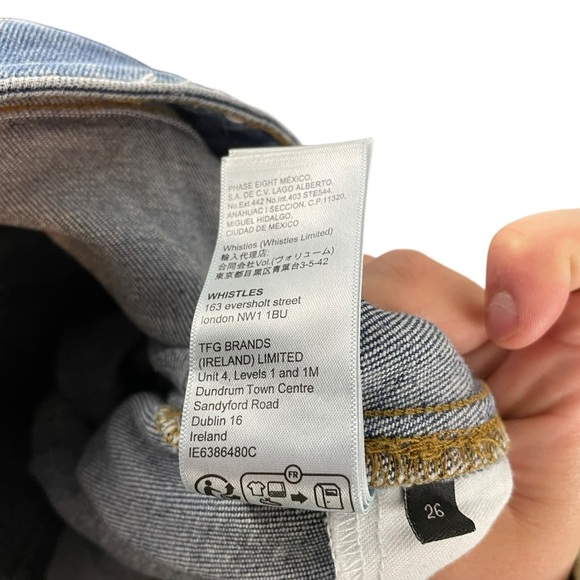 PHASE EIGHT MÉXICO,
S.A. DE C.V. LAGO ALBERTO,
No.Ext.442 No.Int.403 STE544,
ANAHUAC I SECCION, C.P.11320,
MIGUEL HIDALGO,
CIUDAD DE MÉXICO
Whistles (Whistles Limited)
輸入代理店:
合同会社Vol.(ヴォリューム)
東京都目黒区青葉台3-5-42
WHISTLES
163 eversholt street
london NW1 1BU
TFG BRANDS
(IRELAND) LIMITED
Unit 4, Levels 1 and 1M
Dundrum Town Centre
Sandyford Road
Dublin 16
Ireland
IE6386480C
FR
26